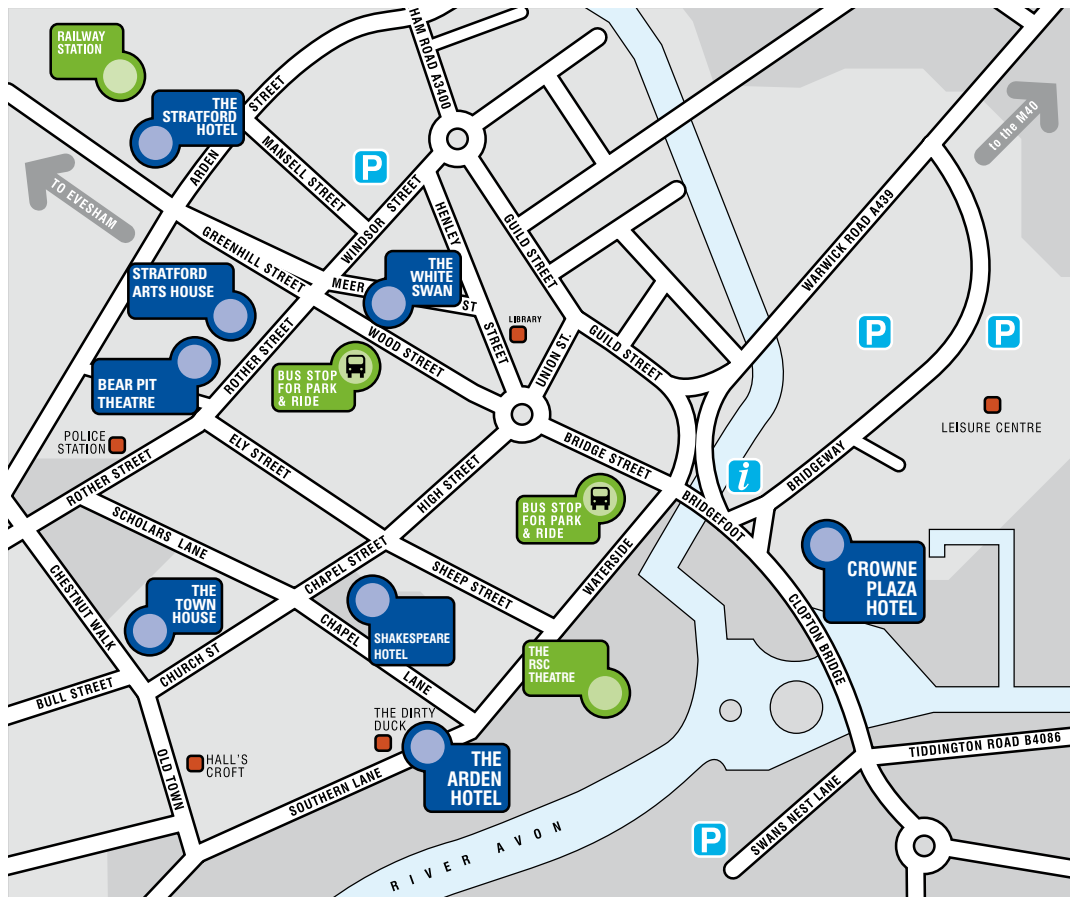 RAILWAY
STATION
THE
STRATFORD
HOTEL
ARDEN
STREET
MANSELL STREET
P
HAM ROAD A3400
to the M40
TO EVESHAM
GREENHILL STREET
WINDSOR STREET
HENLEY
STREET
GUILD STREET
WARWICK ROAD A439
STRATFORD
ARTS HOUSE
MEER
ST
THE
WHITE
SWAN
LIBRARY
P
P
WOOD STREET
UNION ST.
GUILD STREET
ROTHER STREET
BUS STOP
FOR PARK
& RIDE
BEAR PIT
THEATRE
LEISURE CENTRE
POLICE
STATION
ROTHER STREET
ELY STREET
HIGH STREET
BRIDGE STREET
BRIDGEFOOT
i
BRIDGEWAY
BUS STOP
FOR PARK
& RIDE
SCHOLARS LANE
CHAPEL STREET
SHEEP STREET
WATERSIDE
CROWNE
PLAZA
HOTEL
CHESTNUT WALK
THE
TOWN
HOUSE
SHAKESPEARE
HOTEL
CHAPEL
LANE
CLOPTON BRIDGE
THE
RSC
THEATRE
CHURCH ST
BULL STREET
THE DIRTY
DUCK
HALL'S
CROFT
OLD TOWN
SOUTHERN LANE
THE
ARDEN
HOTEL
TIDDINGTON ROAD B4086
SWANS NEST LANE
P
RIVER AVON